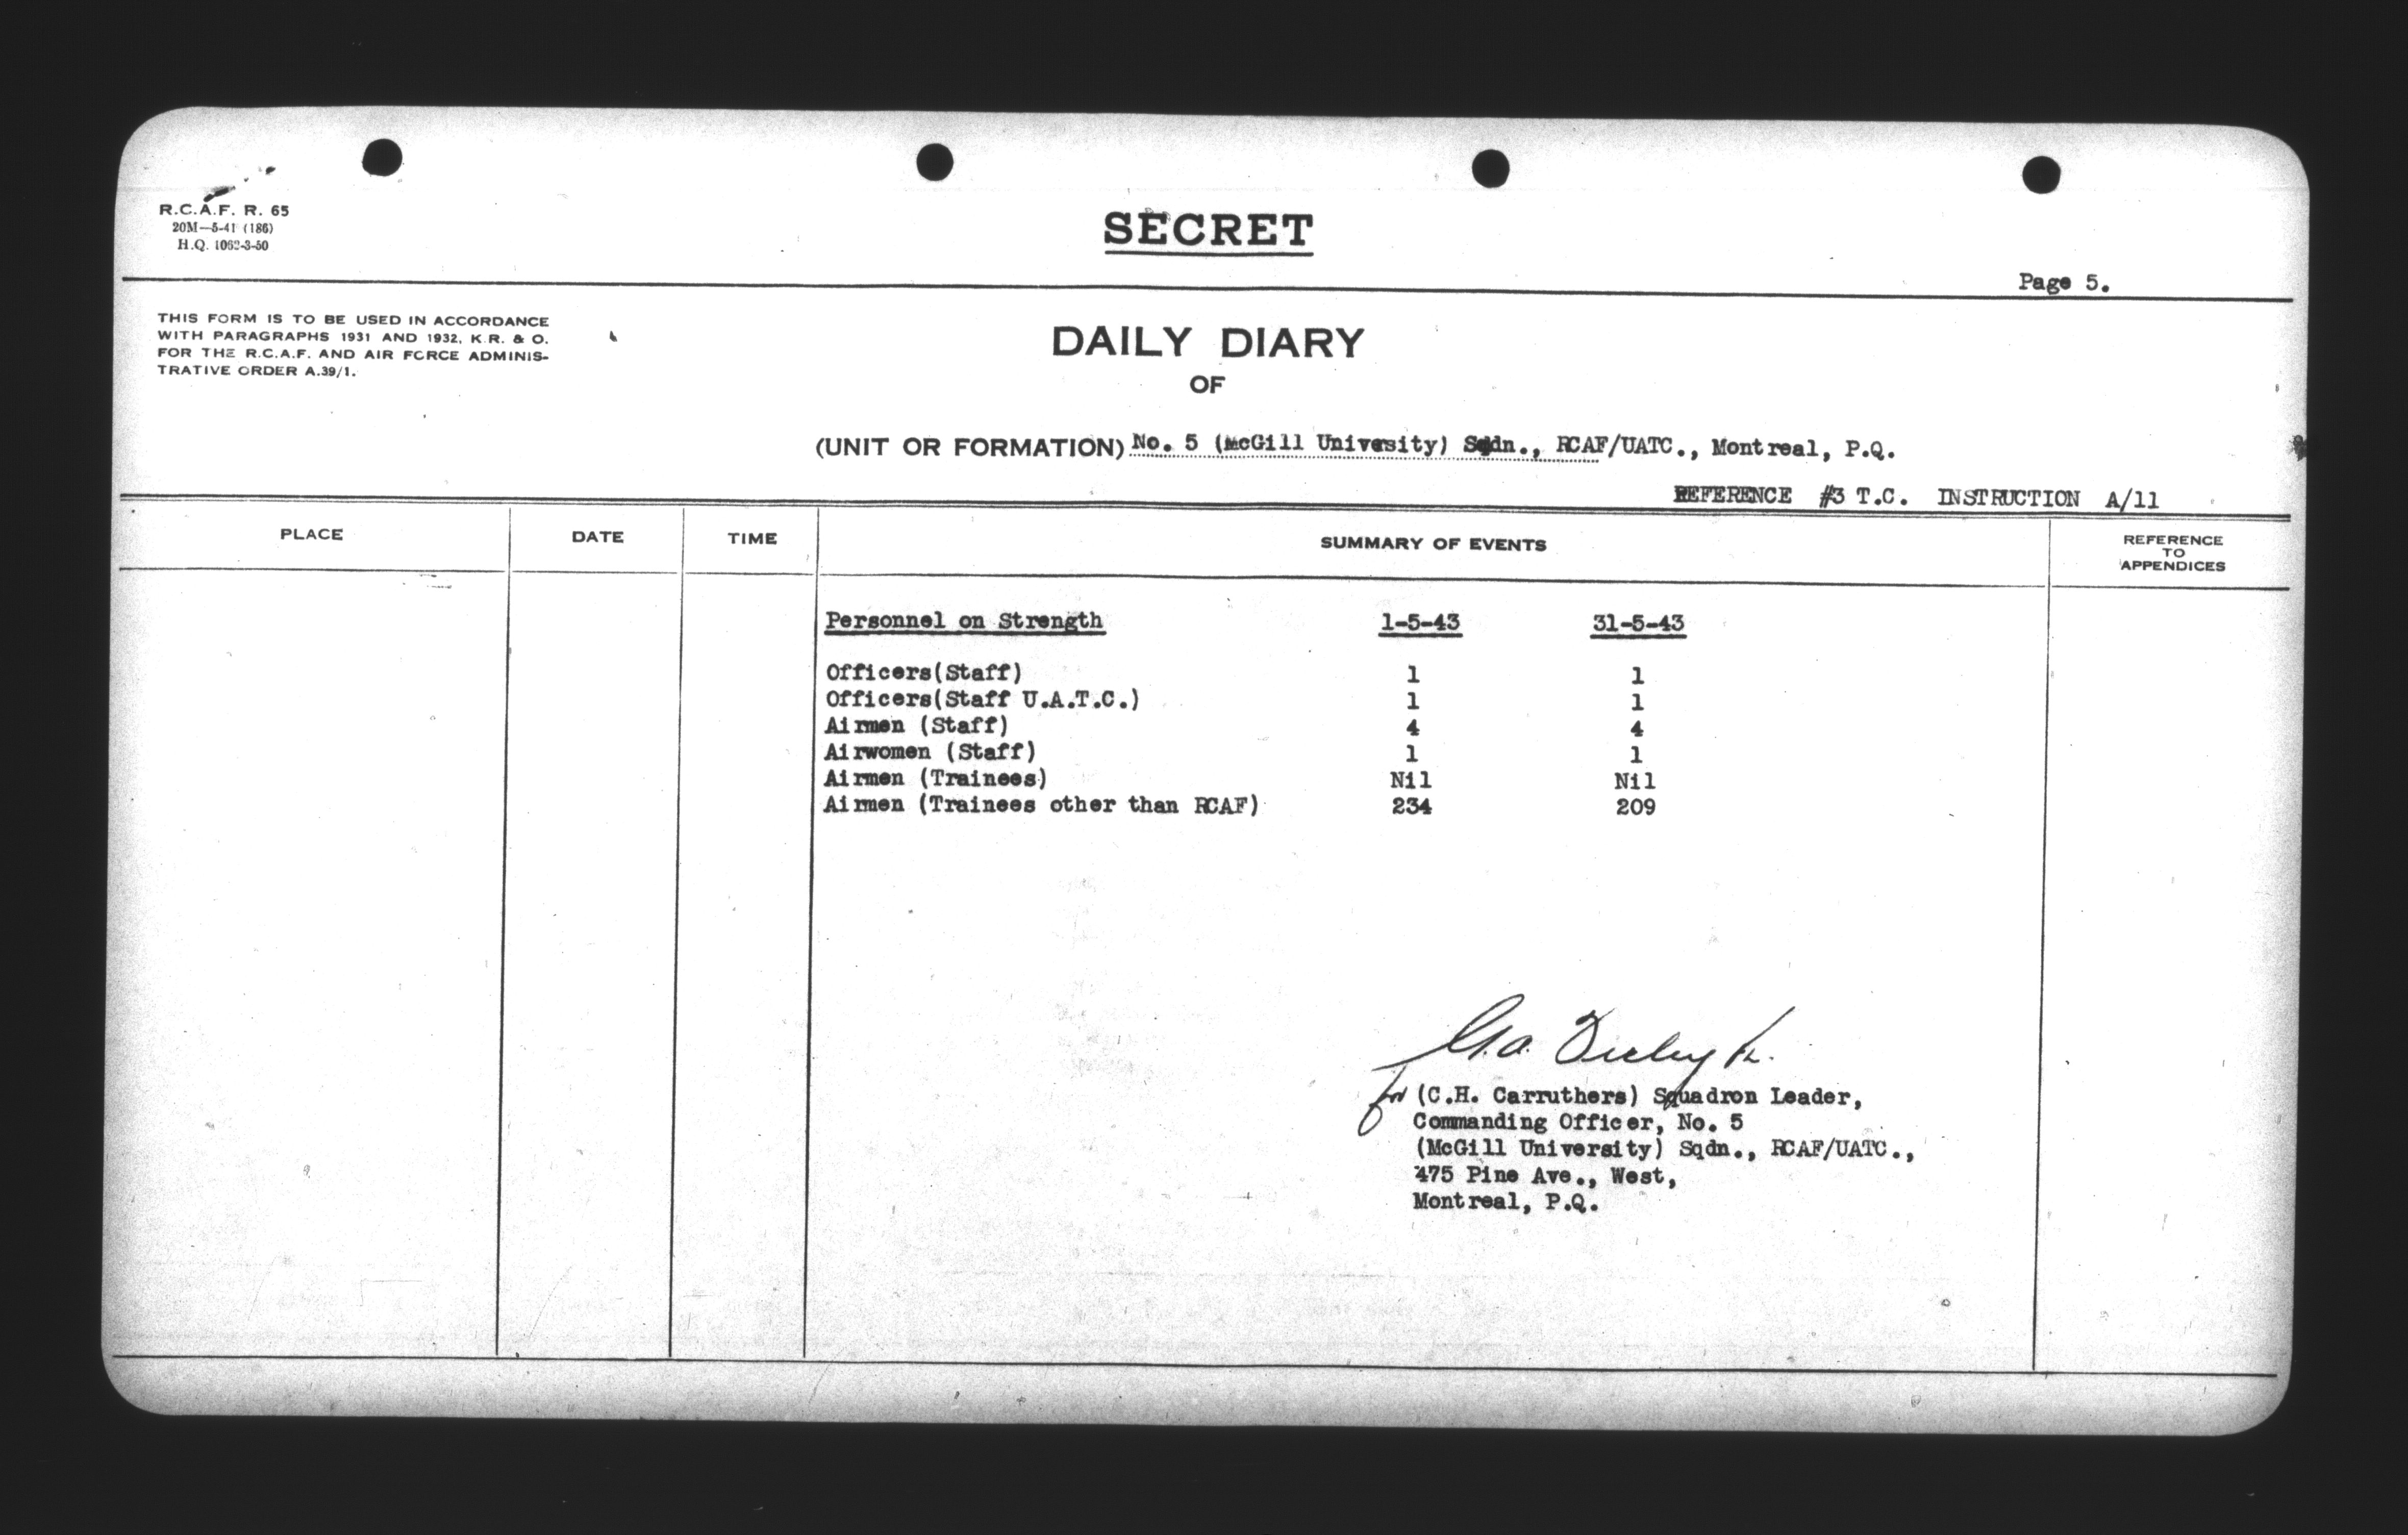 R.C.A.F. R. 65
20M—5-41 (186)
H.Q. 1062-3-50
SECRET
Page 5.
THIS FORM IS TO BE USED IN ACCORDANCE
WITH PARAGRAPHS 1931 AND 1932, K.R. & O.
FOR THE R.C.A.F. AND AIR FORCE ADMINIS-
TRATIVE ORDER A.39/1.
DAILY DIARY
OF
(UNIT OR FORMATION) No. 5 (McGill Univesity) Sqdn., RCAF/UATC., Montreal, P.Q.
REFERENCE #3 T.C. INSTRUCTION A/11
PLACE DATE TIME SUMMARY OF EVENTS REFERENCE TO APPENDICES
Personnel on Strength 1-5-43 31-5-43
Officers(Staff) 1 1
Officers(Staff U.A.T.C.) 1 1
Airmen (Staff) 4 4
Airwomen (Staff) 1 1
Airmen (Trainees) Nil Nil
Airmen (Trainees other than RCAF) 234 209
for (C.H. Carruthers) Squadron Leader,
Commanding Officer, No. 5
(McGill University) Sqdn., RCAF/UATC.,
475 Pine Ave., West,
Montreal, P.Q.